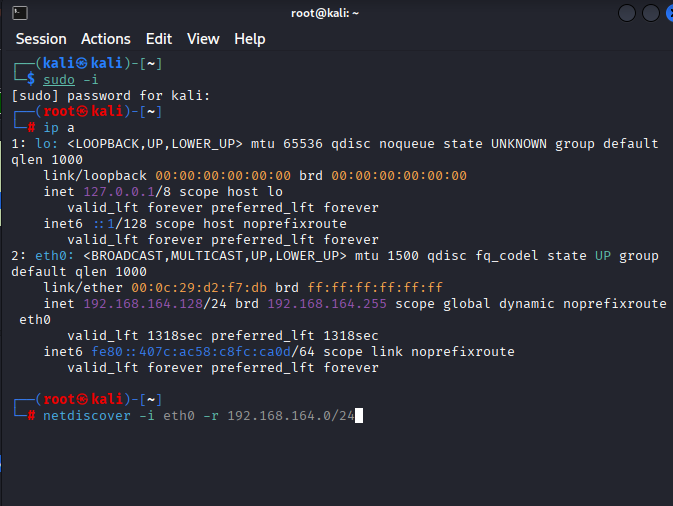 root@kali: ~
Session Actions Edit View Help
┌──(kali㉿kali)-[~]
└─$ sudo -i
[sudo] password for kali:
┌──(root㉿kali)-[~]
└─# ip a
1: lo: <LOOPBACK,UP,LOWER_UP> mtu 65536 qdisc noqueue state UNKNOWN group default
qlen 1000
    link/loopback 00:00:00:00:00:00 brd 00:00:00:00:00:00
    inet 127.0.0.1/8 scope host lo
       valid_lft forever preferred_lft forever
    inet6 ::1/128 scope host noprefixroute
       valid_lft forever preferred_lft forever
2: eth0: <BROADCAST,MULTICAST,UP,LOWER_UP> mtu 1500 qdisc fq_codel state UP group
default qlen 1000
    link/ether 00:0c:29:d2:f7:db brd ff:ff:ff:ff:ff:ff
    inet 192.168.164.128/24 brd 192.168.164.255 scope global dynamic noprefixroute
 eth0
       valid_lft 1318sec preferred_lft 1318sec
    inet6 fe80::407c:ac58:c8fc:ca0d/64 scope link noprefixroute
       valid_lft forever preferred_lft forever
┌──(root㉿kali)-[~]
└─# netdiscover -i eth0 -r 192.168.164.0/24